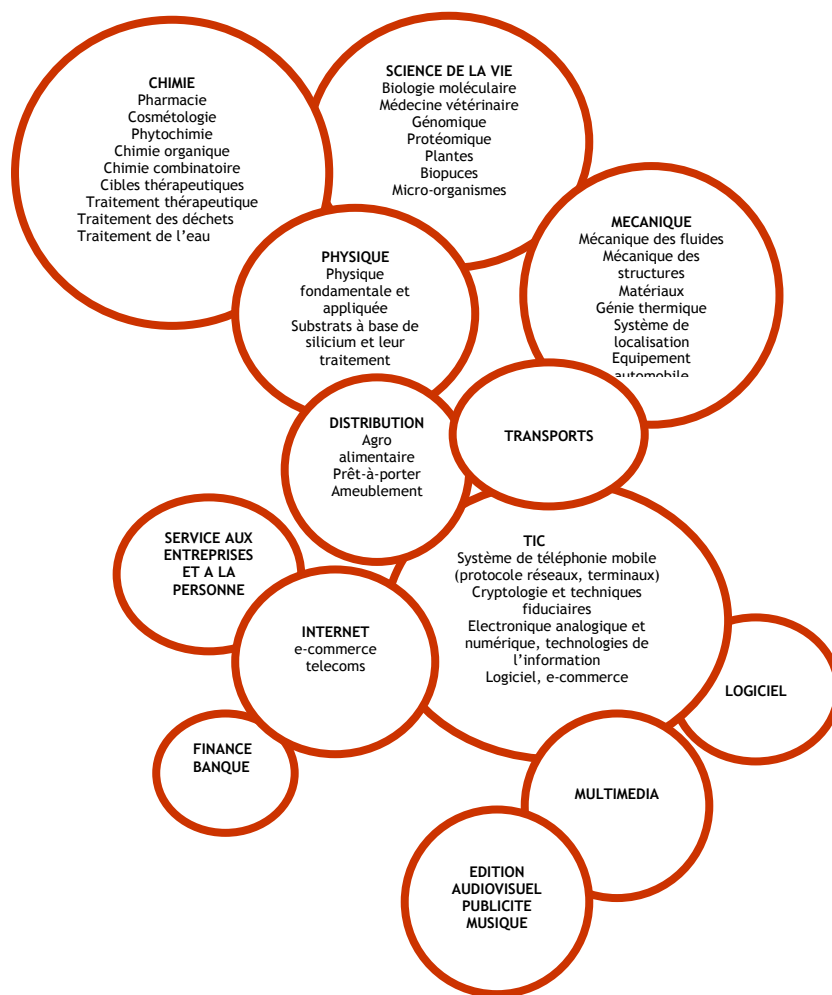 CHIMIE
Pharmacie
Cosmétologie
Phytochimie
Chimie organique
Chimie combinatoire
Cibles thérapeutiques
Traitement thérapeutique
Traitement des déchets
Traitement de l’eau
SCIENCE DE LA VIE
Biologie moléculaire
Médecine vétérinaire
Génomique
Protéomique
Plantes
Biopuces
Micro-organismes
MECANIQUE
Mécanique des fluides
Mécanique des
structures
Matériaux
Génie thermique
Système de
localisation
Equipement
automobile
PHYSIQUE
Physique
fondamentale et
appliquée
Substrats à base de
silicium et leur
traitement
DISTRIBUTION
Agro
alimentaire
Prêt-à-porter
Ameublement
TRANSPORTS
SERVICE AUX
ENTREPRISES
ET A LA
PERSONNE
TIC
Système de téléphonie mobile
(protocole réseaux, terminaux)
Cryptologie et techniques
fiduciaires
Electronique analogique et
numérique, technologies de
l’information
Logiciel, e-commerce
INTERNET
e-commerce
telecoms
LOGICIEL
FINANCE
BANQUE
MULTIMEDIA
EDITION
AUDIOVISUEL
PUBLICITE
MUSIQUE